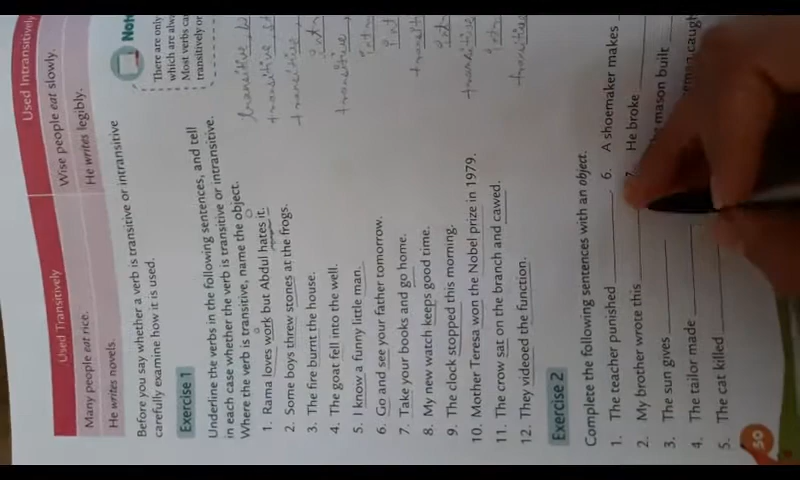 Used Transitively Used Intransitively
Many people eat rice. Wise people eat slowly.
He writes novels. He writes legibly.
Before you say whether a verb is transitive or intransitive
carefully examine how it is used.
There are only
which are
Most verbs
transitively or
Exercise 1
Underline the verbs in the following sentences, and tell
in each case whether the verb is transitive or intransitive.
Where the verb is transitive, name the object.
1. Rama loves work but Abdul hates it. transitive
transitive
2. Some boys threw stones at the frogs. transitive
3. The fire burnt the house.
4. The goat fell into the well.
5. I know a funny little man. transitive
6. Go and see your father tomorrow.
7. Take your books and go home.
8. My new watch keeps good time.
9. The clock stopped this morning.
10. Mother Teresa won the Nobel prize in 1979. transitive
11. The crow sat on the branch and cawed.
12. They videoed the function. transitive
Exercise 2
Complete the following sentences with an object.
1. The teacher punished
2. My brother wrote this
3. The sun gives
4. The tailor made
5. The cat killed
6. A shoemaker makes
7. He broke
mason built
caught
50